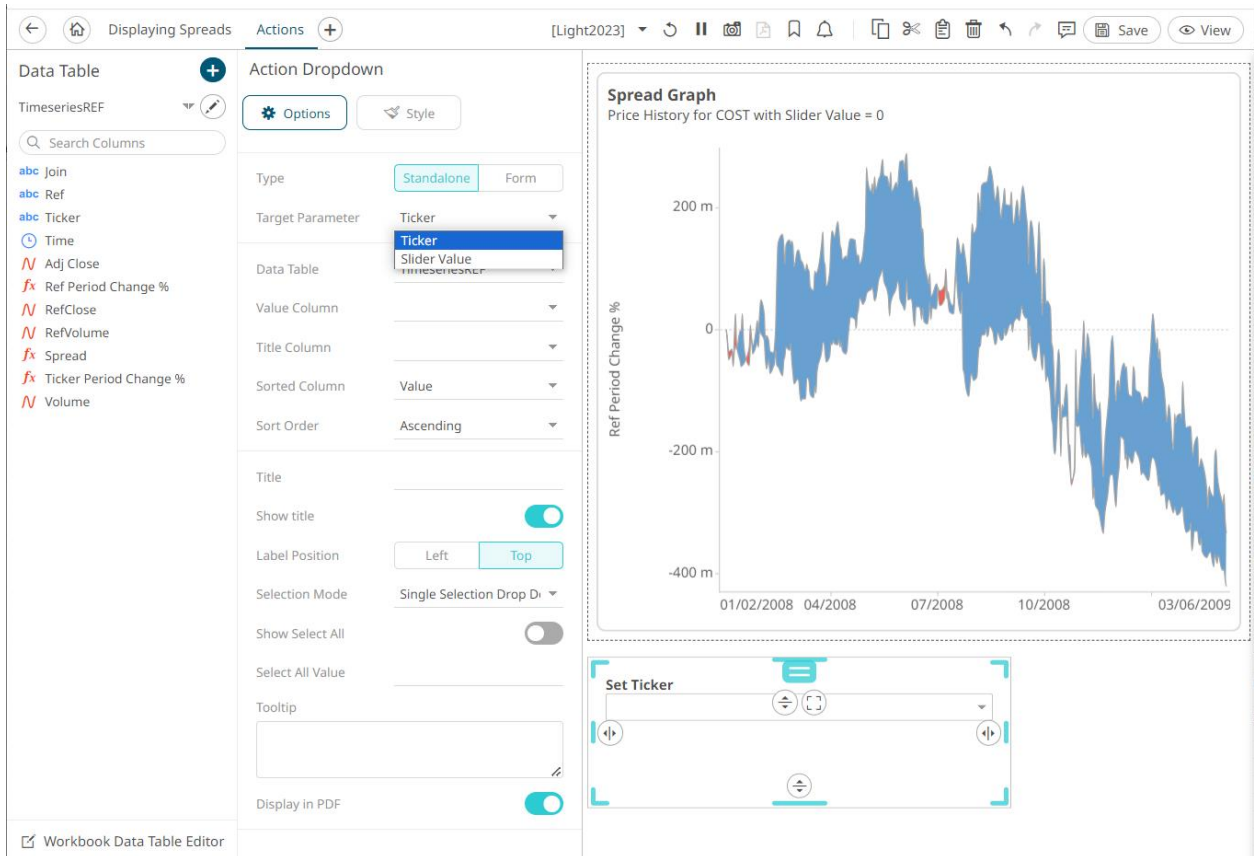 Displaying Spreads Actions [Light2023] Save View
Data Table
TimeseriesREF
Search Columns
abc Join
abc Ref
abc Ticker
Time
Adj Close
fx Ref Period Change %
RefClose
RefVolume
fx Spread
fx Ticker Period Change %
Volume
Workbook Data Table Editor
Action Dropdown
Options Style
Type Standalone Form
Target Parameter Ticker
Ticker
Slider Value
Data Table TimeseriesREF
Value Column
Title Column
Sorted Column Value
Sort Order Ascending
Title
Show title
Label Position Left Top
Selection Mode Single Selection Drop D
Show Select All
Select All Value
Tooltip
Display in PDF
Spread Graph
Price History for COST with Slider Value = 0
Ref Period Change %
200 m
0
-200 m
-400 m
01/02/2008 04/2008 07/2008 10/2008 03/06/2009
Set Ticker